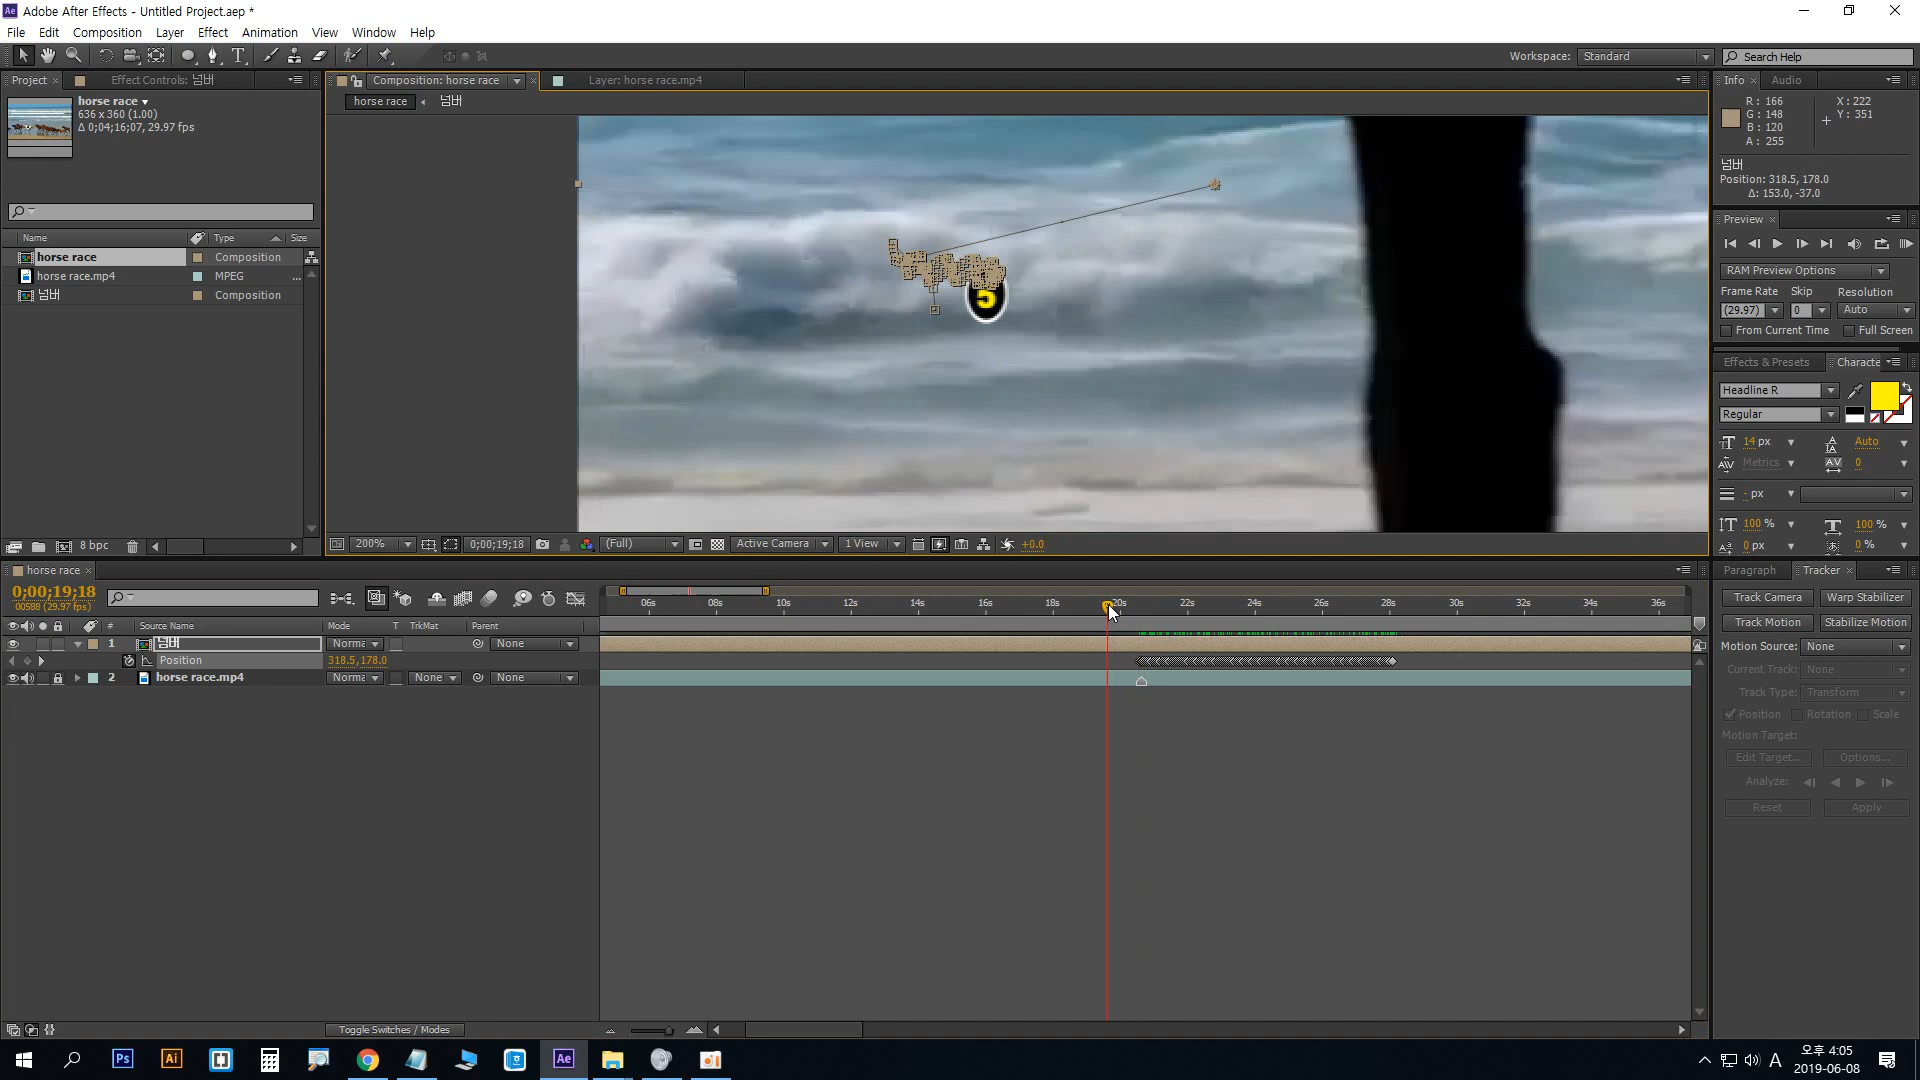 Adobe After Effects - Untitled Project.aep *
File Edit Composition Layer Effect Animation View Window Help
Workspace: Standard Search Help
Project Effect Controls: 넘버
Composition: horse race Layer: horse race.mp4
Info Audio
horse race
636 x 360 (1.00)
Δ 0;04;16;07, 29.97 fps
horse race 넘버
R : 166
G : 148
B : 120
A : 255
X : 222
Y : 351
넘버
Position: 318.5, 178.0
Δ: 153.0, -37.0
Preview
RAM Preview Options
Frame Rate Skip Resolution
(29.97) 0 Auto
From Current Time Full Screen
Name Type Size
horse race Composition
horse race.mp4 MPEG ...
넘버 Composition
5
Effects & Presets Characte
Headline R
Regular
14 px Auto
Metrics 0
- px
100 % 100 %
0 px 0 %
8 bpc
200% 0;00;19;18 (Full) Active Camera 1 View +0.0
horse race
0;00;19;18
00588 (29.97 fps)
06s 08s 10s 12s 14s 16s 18s 20s 22s 24s 26s 28s 30s 32s 34s 36s
# Source Name Mode T TrkMat Parent
1 넘버 Norma None
Position 318.5,178.0
2 horse race.mp4 Norma None None
Paragraph Tracker
Track Camera Warp Stabilizer
Track Motion Stabilize Motion
Motion Source: None
Current Track: None
Track Type: Transform
Position Rotation Scale
Motion Target:
Edit Target... Options...
Analyze:
Reset Apply
Toggle Switches / Modes
Ps Ai Ae A
오후 4:05
2019-06-08